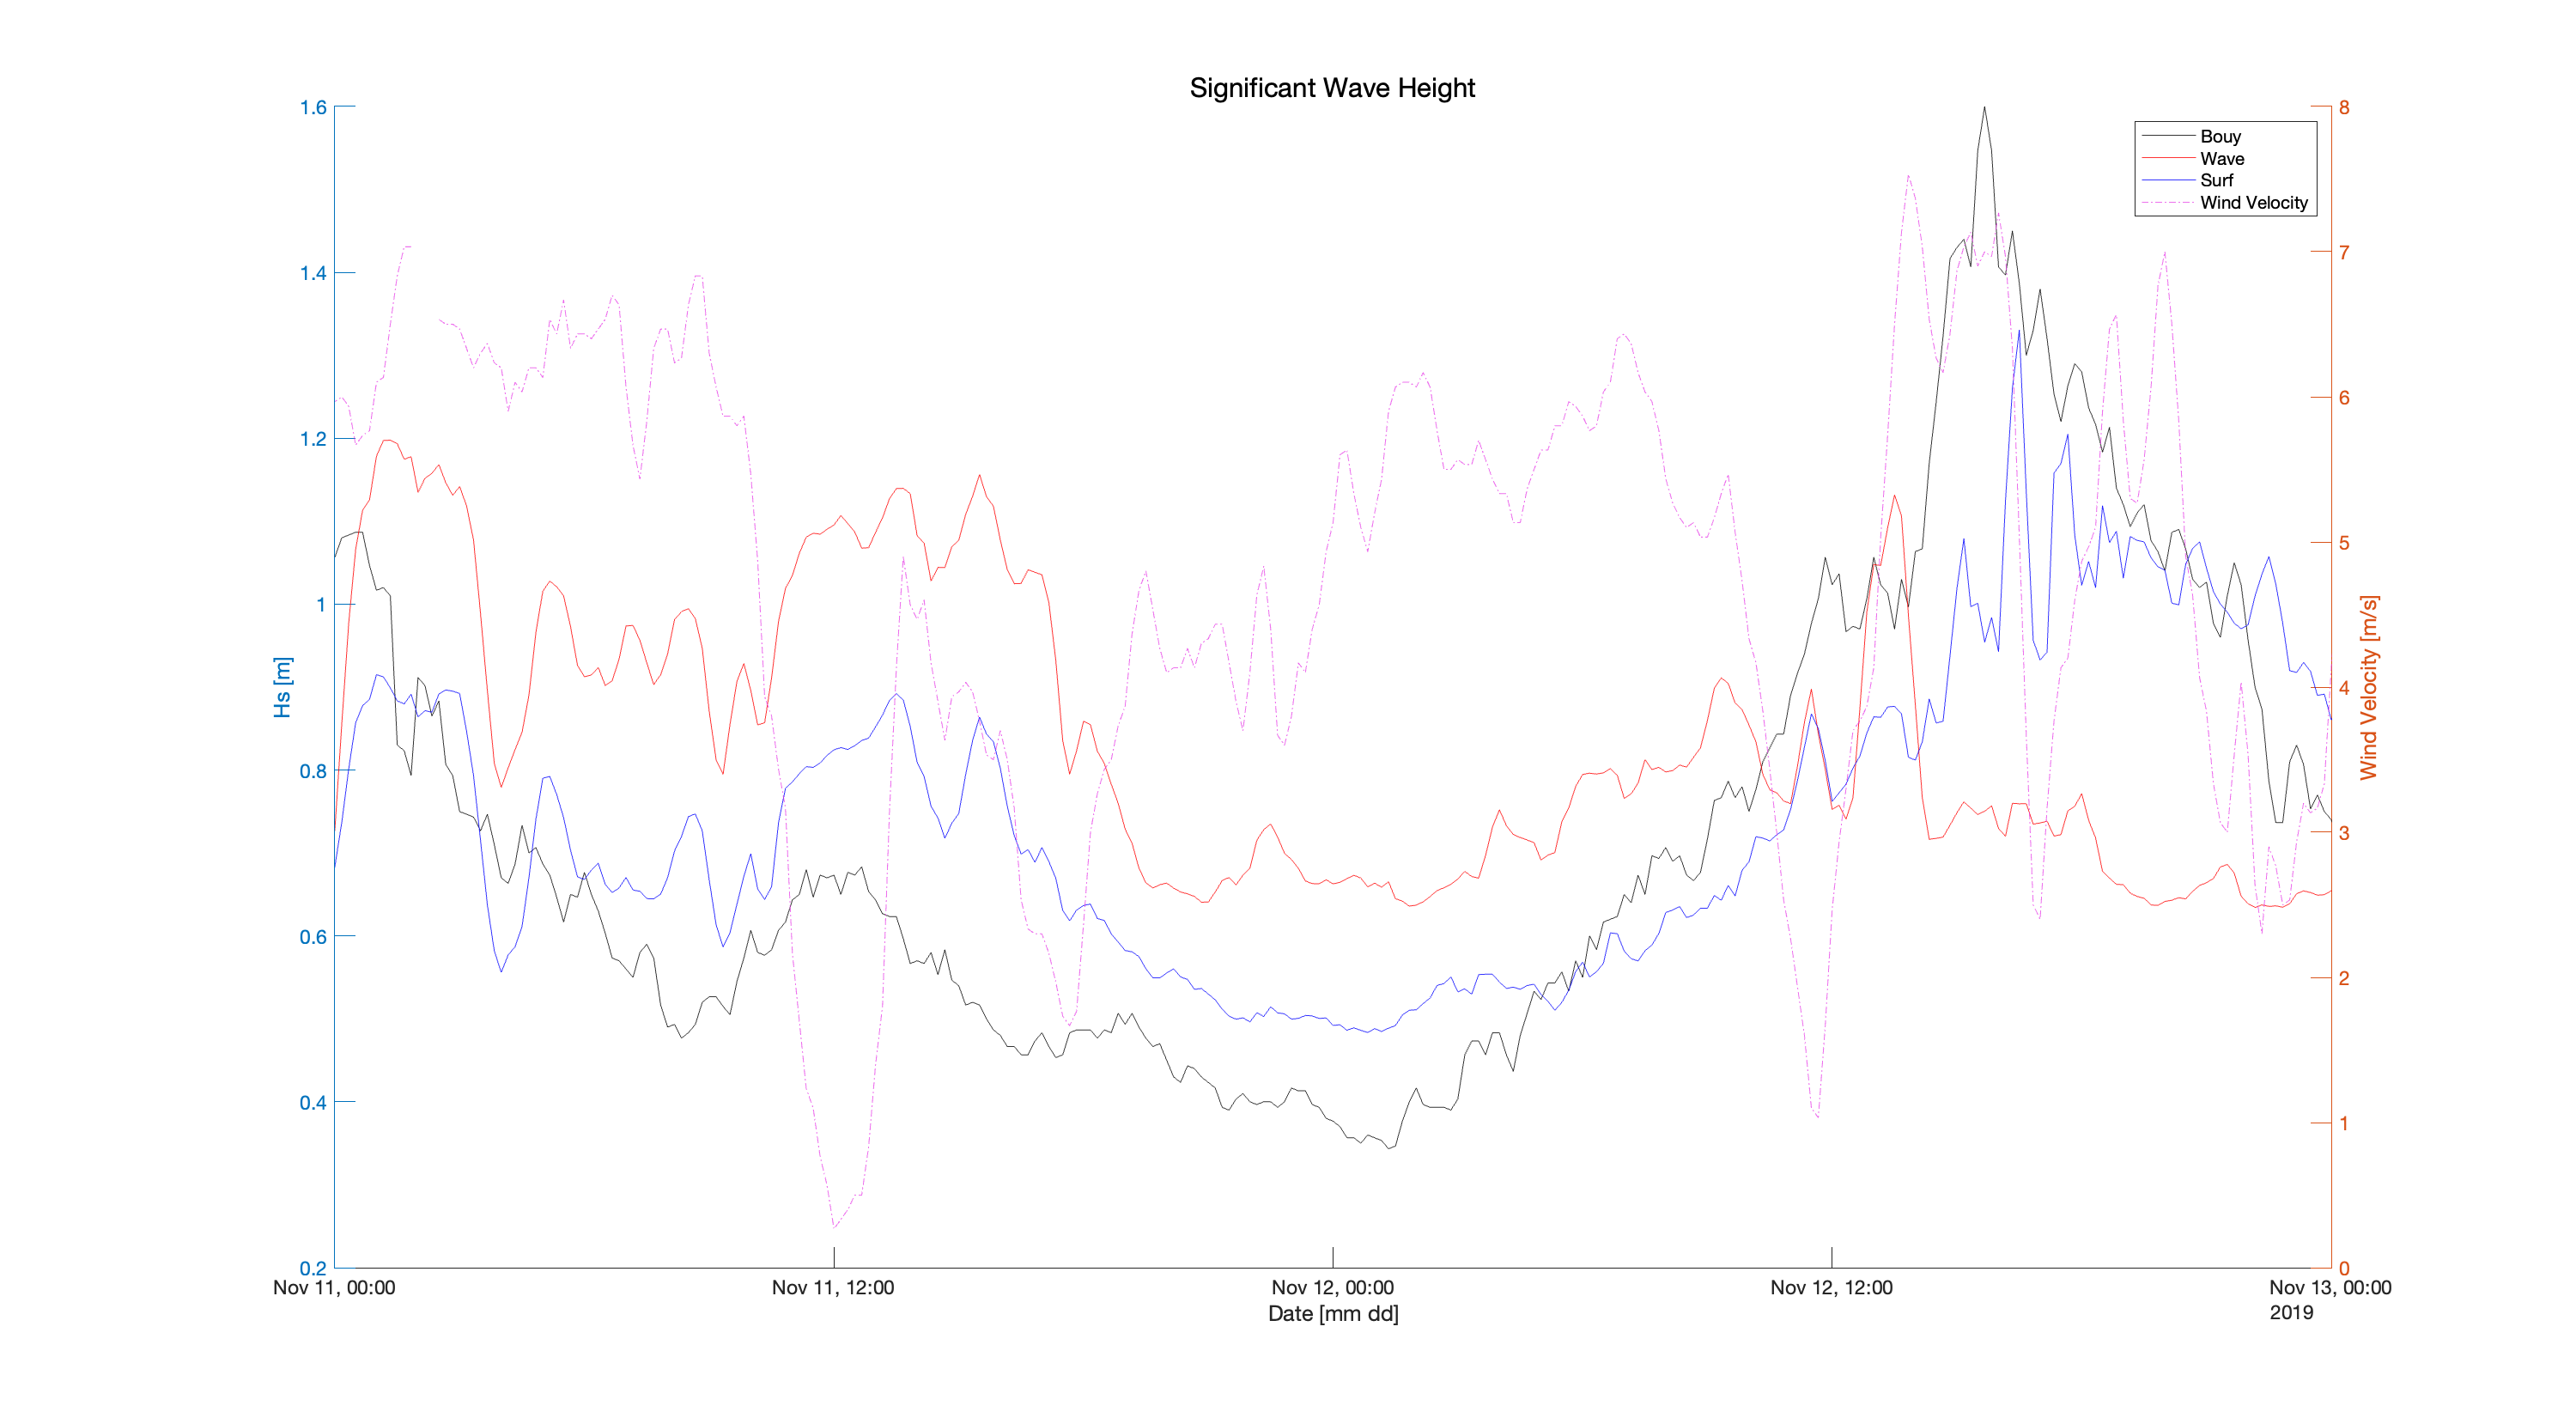 Significant Wave Height
1.6
1.4
1.2
1
0.8
0.6
0.4
0.2
Hs [m]
8
7
6
5
4
3
2
1
0
Wind Velocity [m/s]
Bouy
Wave
Surf
Wind Velocity
Nov 11, 00:00
Nov 11, 12:00
Nov 12, 00:00
Nov 12, 12:00
Nov 13, 00:00
Date [mm dd]
2019